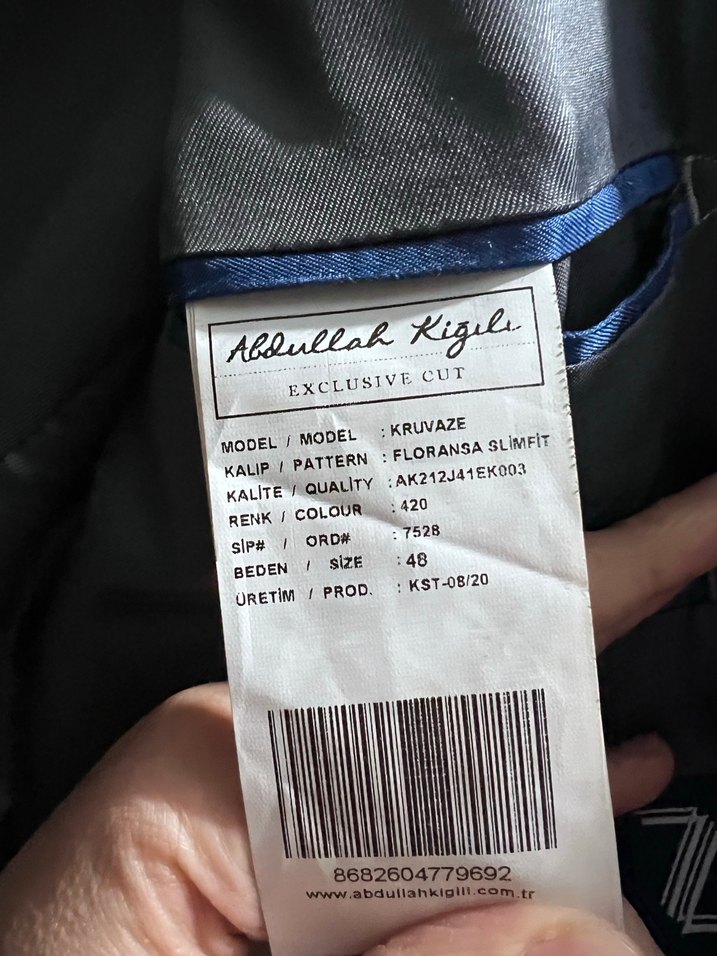 Abdullah Kiğılı
EXCLUSIVE CUT
MODEL / MODEL : KRUVAZE
KALIP / PATTERN : FLORANSA SLİMFİT
KALİTE / QUALITY : AK212J41EK003
RENK / COLOUR : 420
SİP# / ORD# : 7528
BEDEN / SIZE : 48
ÜRETİM / PROD. : KST-08/20
8682604779692
www.abdullahkigili.com.tr